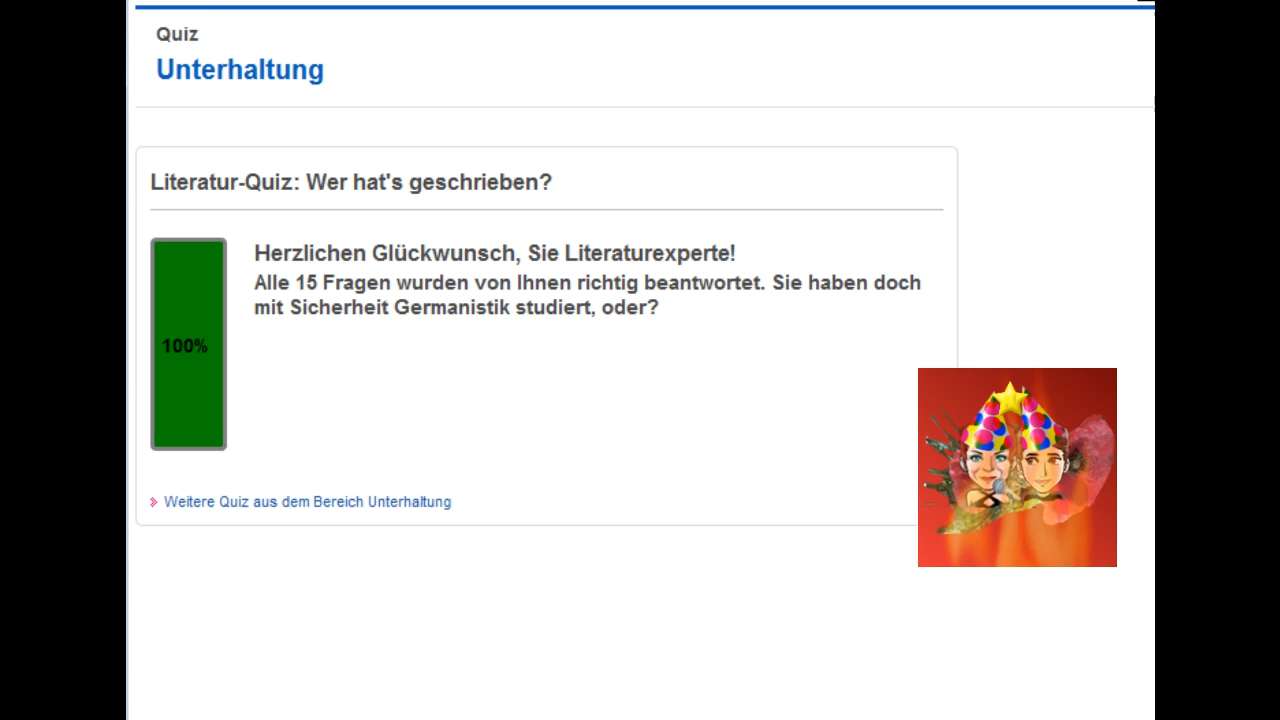 Quiz
Unterhaltung
Literatur-Quiz: Wer hat's geschrieben?
Herzlichen Glückwunsch, Sie Literaturexperte!
Alle 15 Fragen wurden von Ihnen richtig beantwortet. Sie haben doch
mit Sicherheit Germanistik studiert, oder?
100%
Weitere Quiz aus dem Bereich Unterhaltung